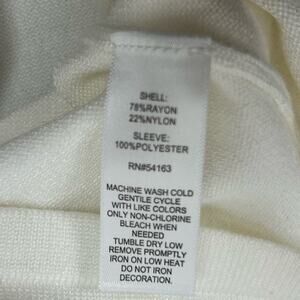 SHELL:
78%RAYON
22%NYLON
SLEEVE:
100%POLYESTER
RN#54163
MACHINE WASH COLD
GENTILE CYCLE
WITH LIKE COLORS
ONLY NON-CHLORINE
BLEACH WHEN
NEEDED
TUMBLE DRY LOW
REMOVE PROMPTLY
IRON ON LOW HEAT
DO NOT IRON
DECORATION.